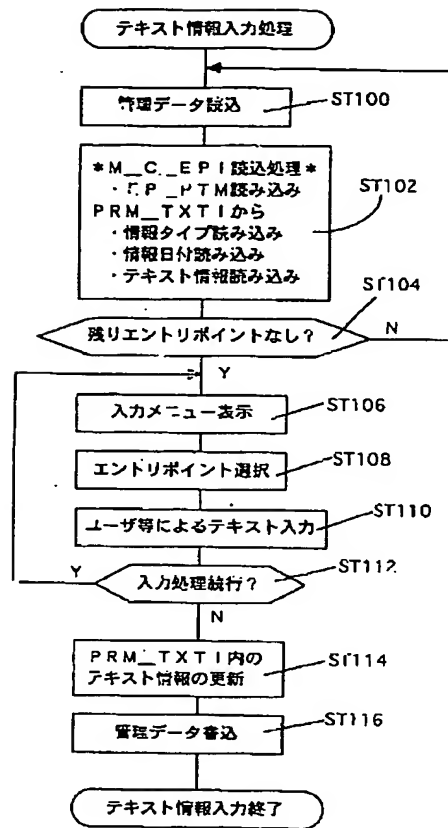 テキスト情報入力処理
管理データ読込
ST100
*M__C._EPI読込処理*
・EP_PTM読み込み
PRM__TXTIから
・情報タイプ読み込み
・情報日付読み込み
・テキスト情報読み込み
ST102
ST104
残りエントリポイントなし?
N
Y
入力メニュー表示
ST106
エントリポイント選択
ST108
ユーザ等によるテキスト入力
ST110
入力処理続行?
ST112
Y
N
PRM__TXTI内の
テキスト情報の更新
ST114
管理データ書込
ST116
テキスト情報入力終了